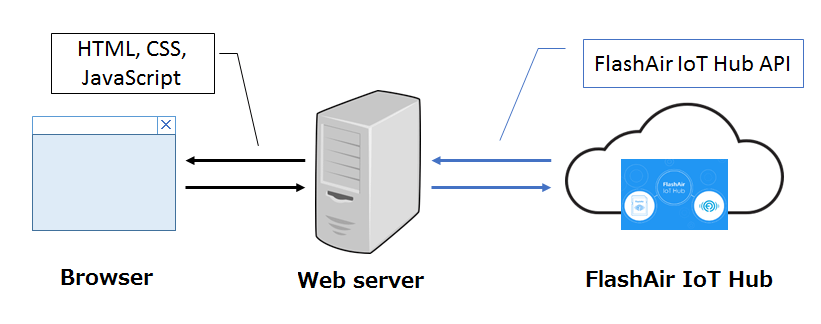 HTML, CSS,
JavaScript
FlashAir IoT Hub API
FlashAir
IoT Hub
Browser
Web server
FlashAir IoT Hub